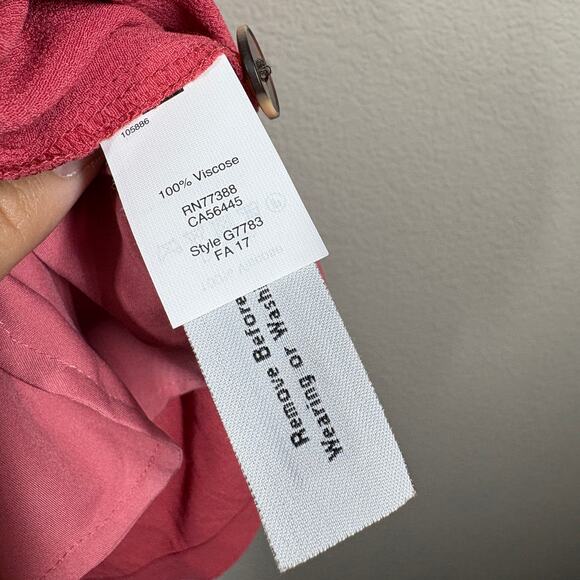 105886
100% Viscose
RN77388
CA56445
Style G7783
FA 17
Remove Before
Wearing or Washi